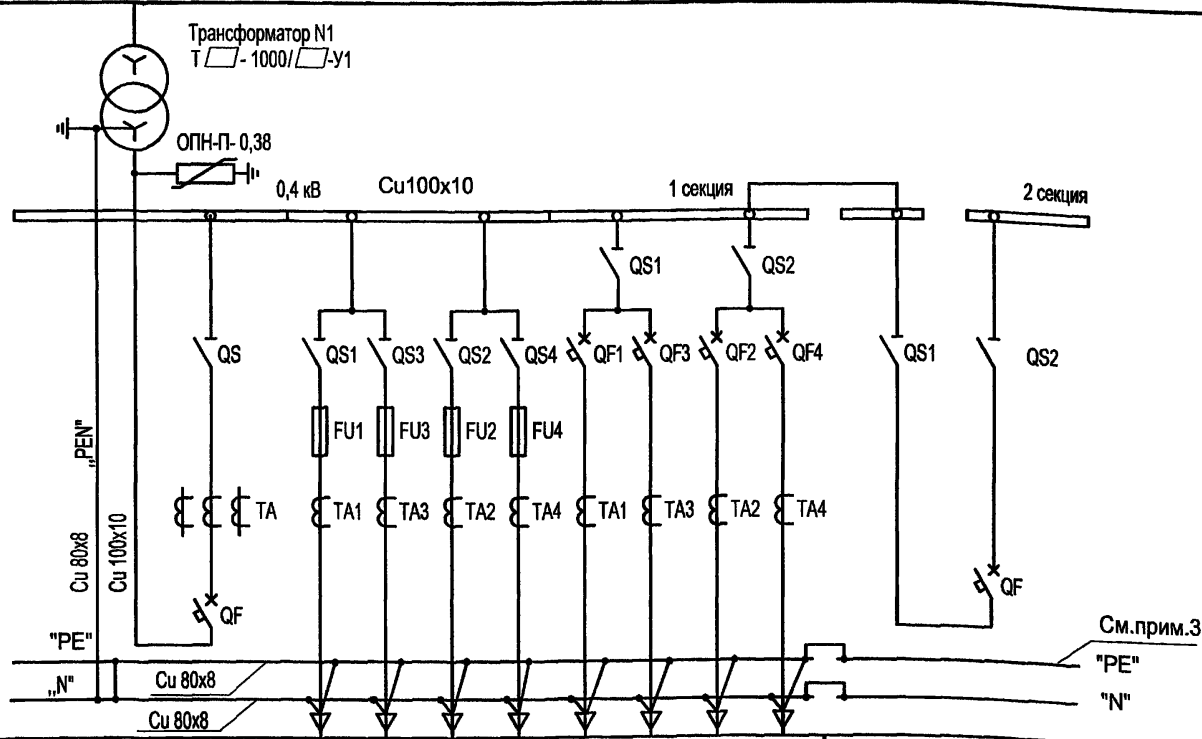 Трансформатор N1
Т - 1000/ -У1
ОПН-П- 0,38
0,4 кВ
Cu100x10
1 секция
2 секция
QS1
QS2
QS
QS1
QS3
QS2
QS4
QF1
QF3
QF2
QF4
QS1
QS2
FU1
FU3
FU2
FU4
„PEN"
Cu 80x8
Cu 100x10
TA
TA1
TA3
TA2
TA4
TA1
TA3
TA2
TA4
QF
QF
"PE"
См.прим.3
"PE"
Cu 80x8
„N"
"N"
Cu 80x8